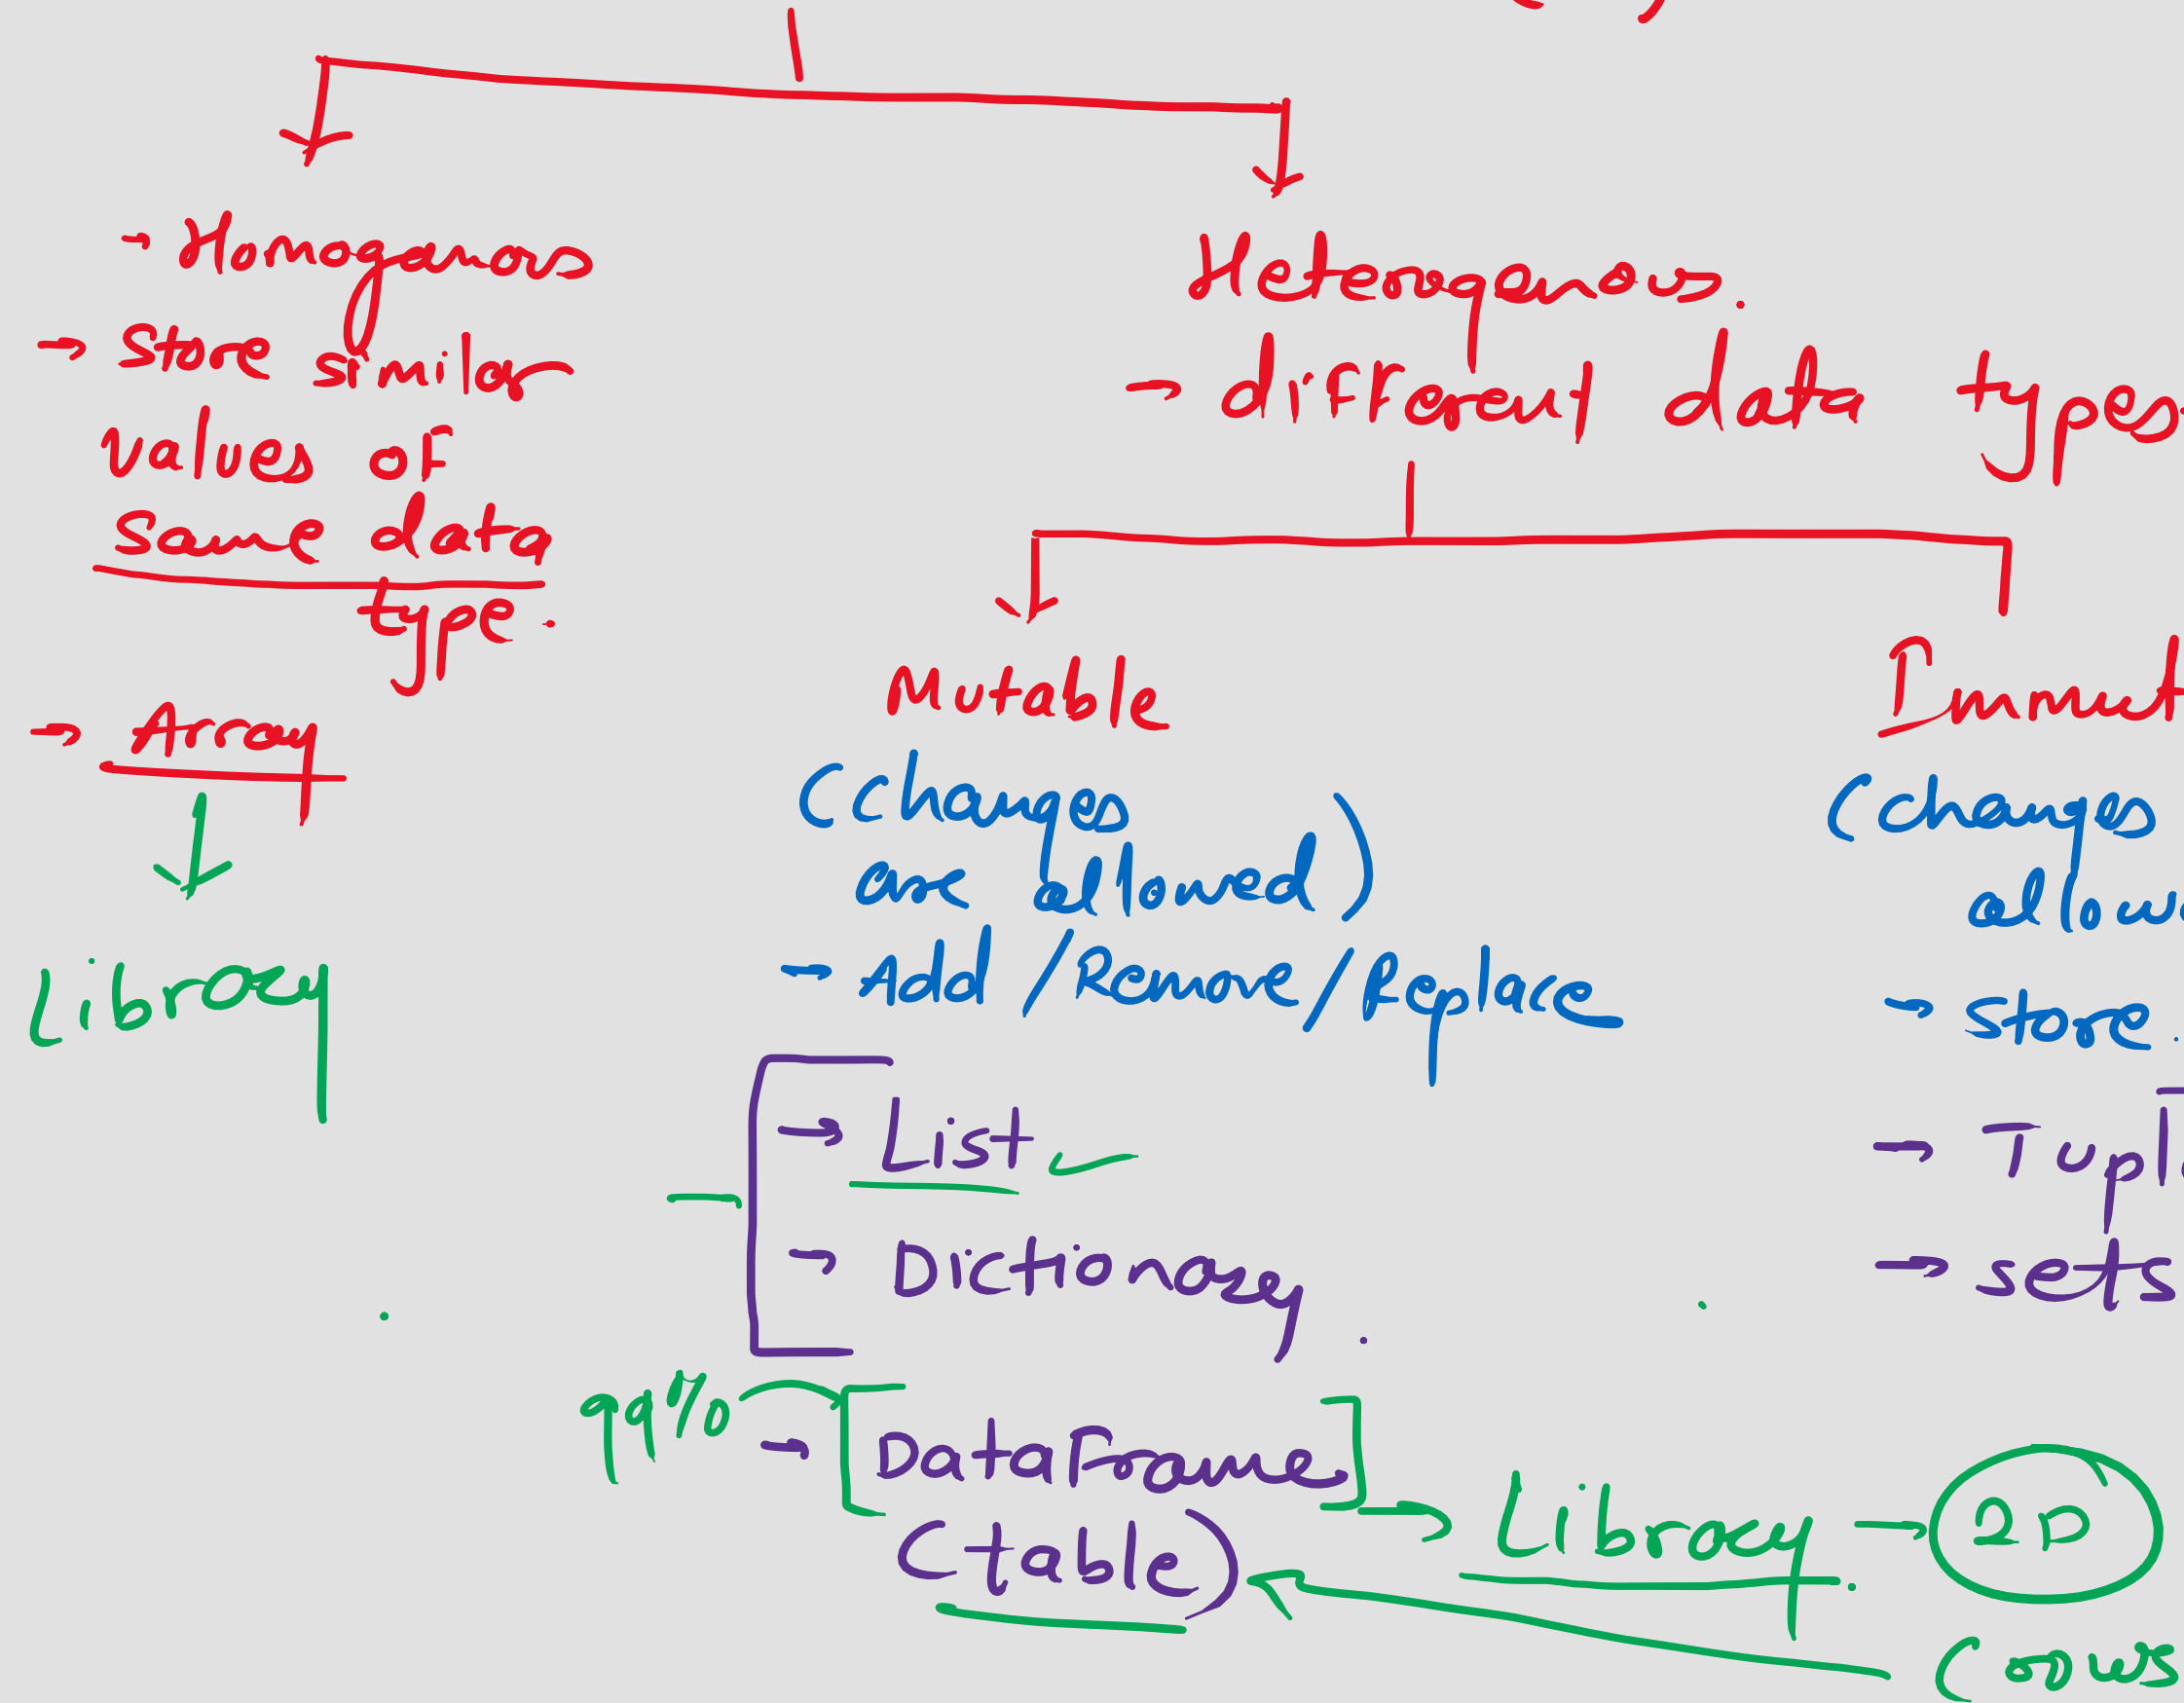 → Homogenous
Heterogenous.
→ store similar
values of
same data
type.
→ different data types
→ Array
Library
Mutable
(Changes
are allowed)
→ Add / Remove / Replace
→ List ✓
→ Dictionary.
99%
→ DataFrame
(table)
→ Library → 2D
Immut
(changes
allow
→ store.
→ Tupl
→ sets
(rows